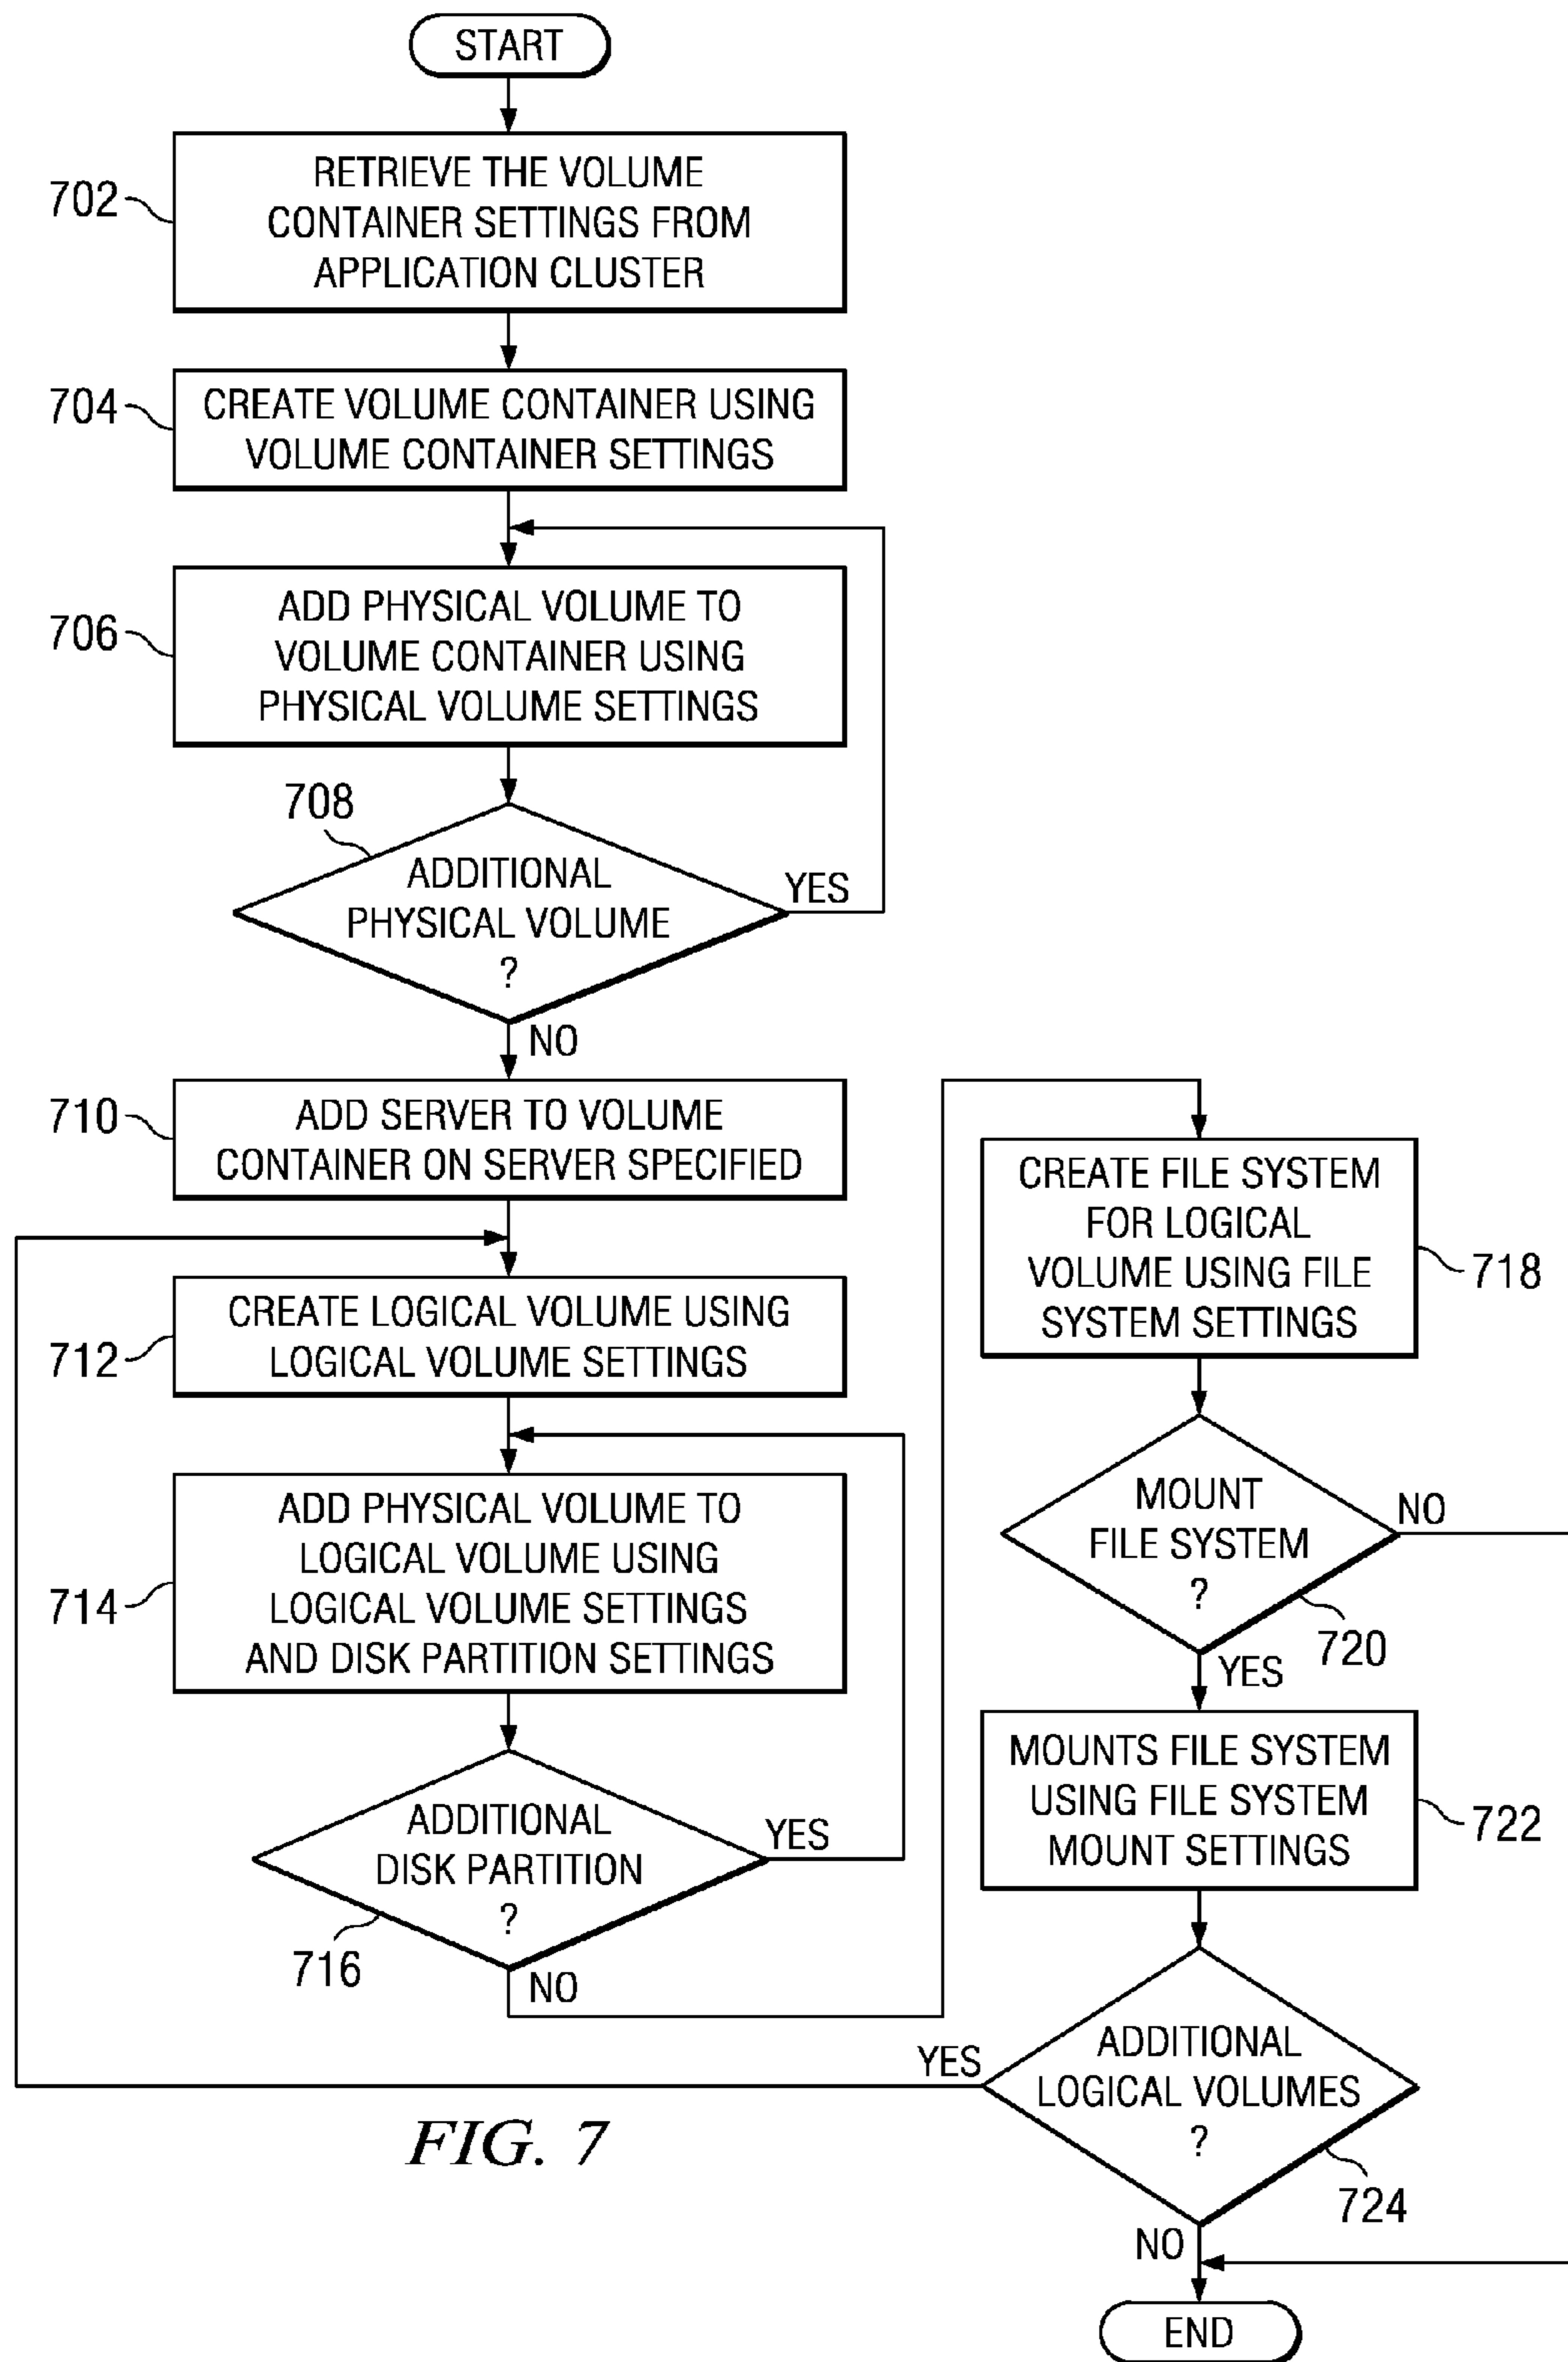 START
702
RETRIEVE THE VOLUME
CONTAINER SETTINGS FROM
APPLICATION CLUSTER
704
CREATE VOLUME CONTAINER USING
VOLUME CONTAINER SETTINGS
706
ADD PHYSICAL VOLUME TO
VOLUME CONTAINER USING
PHYSICAL VOLUME SETTINGS
708
ADDITIONAL
PHYSICAL VOLUME
?
YES
NO
710
ADD SERVER TO VOLUME
CONTAINER ON SERVER SPECIFIED
712
CREATE LOGICAL VOLUME USING
LOGICAL VOLUME SETTINGS
714
ADD PHYSICAL VOLUME TO
LOGICAL VOLUME USING
LOGICAL VOLUME SETTINGS
AND DISK PARTITION SETTINGS
ADDITIONAL
DISK PARTITION
?
YES
716
NO
CREATE FILE SYSTEM
FOR LOGICAL
VOLUME USING FILE
SYSTEM SETTINGS
718
MOUNT
FILE SYSTEM
?
NO
720
YES
MOUNTS FILE SYSTEM
USING FILE SYSTEM
MOUNT SETTINGS
722
ADDITIONAL
LOGICAL VOLUMES
?
YES
724
NO
END
FIG. 7